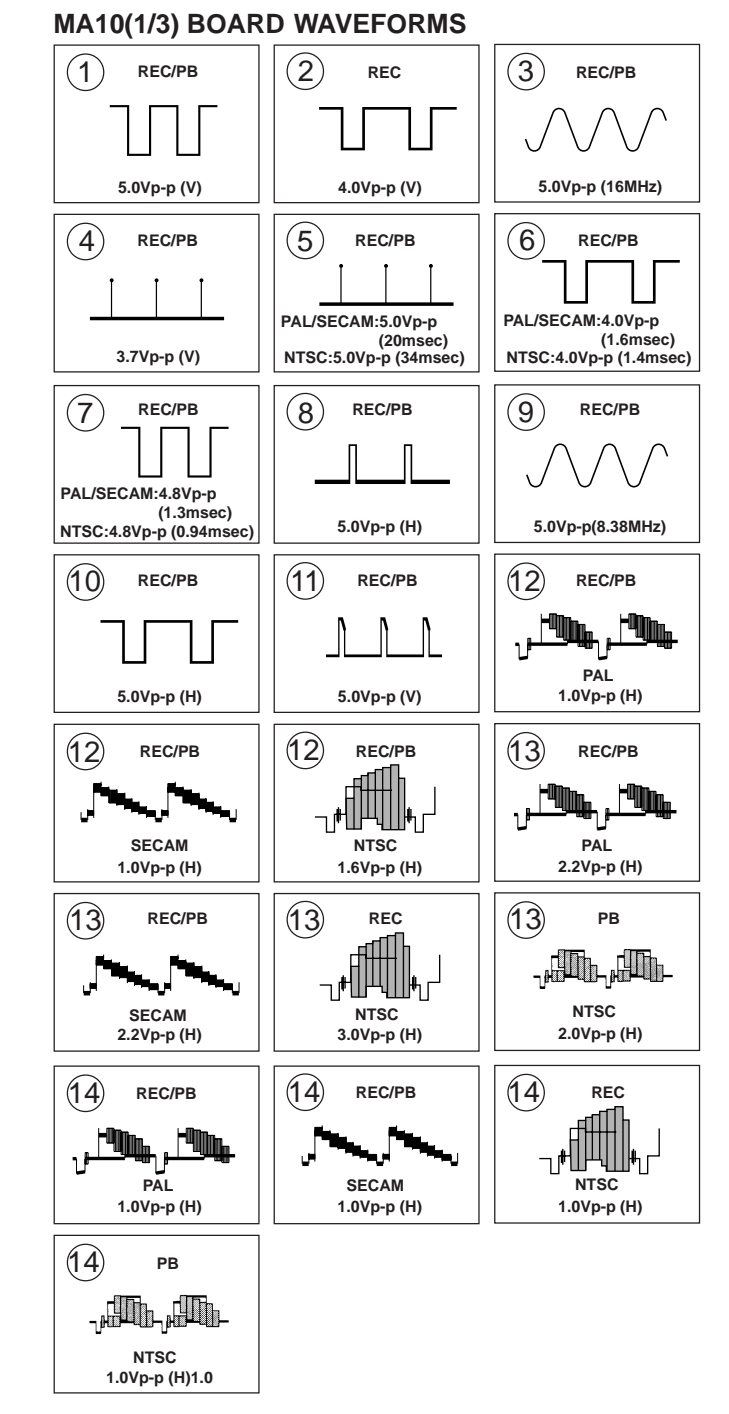 MA10(1/3) BOARD WAVEFORMS
1 REC/PB
5.0Vp-p (V)
2 REC
4.0Vp-p (V)
3 REC/PB
5.0Vp-p (16MHz)
4 REC/PB
3.7Vp-p (V)
5 REC/PB
PAL/SECAM:5.0Vp-p
(20msec)
NTSC:5.0Vp-p (34msec)
6 REC/PB
PAL/SECAM:4.0Vp-p
(1.6msec)
NTSC:4.0Vp-p (1.4msec)
7 REC/PB
PAL/SECAM:4.8Vp-p
(1.3msec)
NTSC:4.8Vp-p (0.94msec)
8 REC/PB
5.0Vp-p (H)
9 REC/PB
5.0Vp-p(8.38MHz)
10 REC/PB
5.0Vp-p (H)
11 REC/PB
5.0Vp-p (V)
12 REC/PB
PAL
1.0Vp-p (H)
12 REC/PB
SECAM
1.0Vp-p (H)
12 REC/PB
NTSC
1.6Vp-p (H)
13 REC/PB
PAL
2.2Vp-p (H)
13 REC/PB
SECAM
2.2Vp-p (H)
13 REC
NTSC
3.0Vp-p (H)
13 PB
NTSC
2.0Vp-p (H)
14 REC/PB
PAL
1.0Vp-p (H)
14 REC/PB
SECAM
1.0Vp-p (H)
14 REC
NTSC
1.0Vp-p (H)
14 PB
NTSC
1.0Vp-p (H)1.0